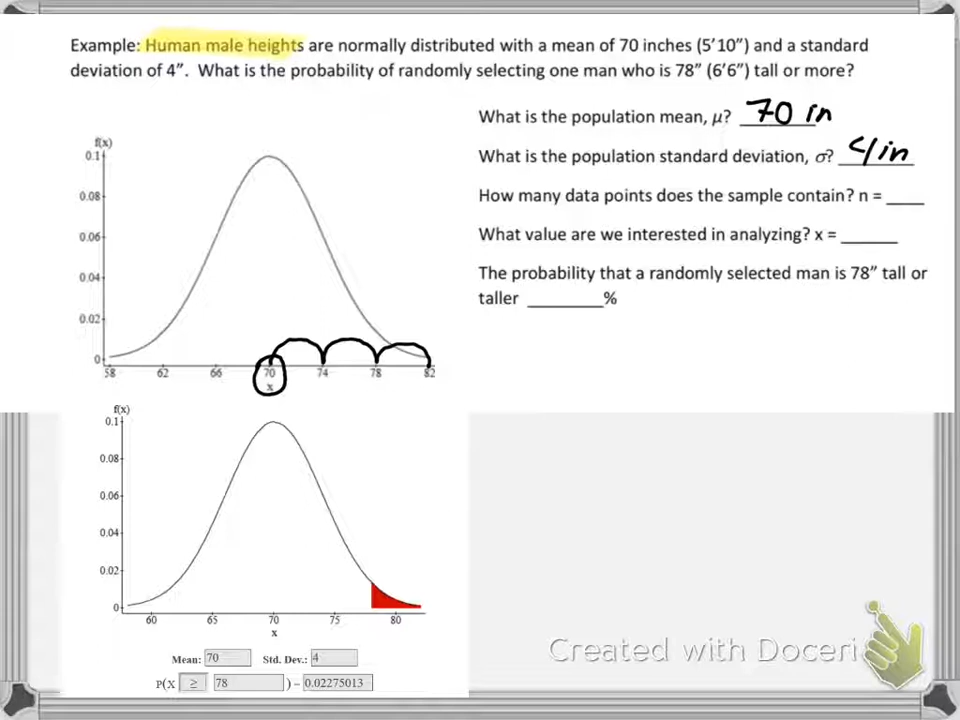 Example: Human male heights are normally distributed with a mean of 70 inches (5'10") and a standard
deviation of 4". What is the probability of randomly selecting one man who is 78" (6'6") tall or more?
What is the population mean, μ? 70 in
What is the population standard deviation, σ? 4 in
How many data points does the sample contain? n = ____
What value are we interested in analyzing? x = ______
The probability that a randomly selected man is 78" tall or
taller ________%
f(x)
0.1
0.08
0.06
0.04
0.02
0
58 62 66 70 74 78 82
x
f(x)
0.1
0.08
0.06
0.04
0.02
0
60 65 70 75 80
x
Mean: 70 Std. Dev.: 4
P(X ≥ 78 ) = 0.02275013
Created with Doceri